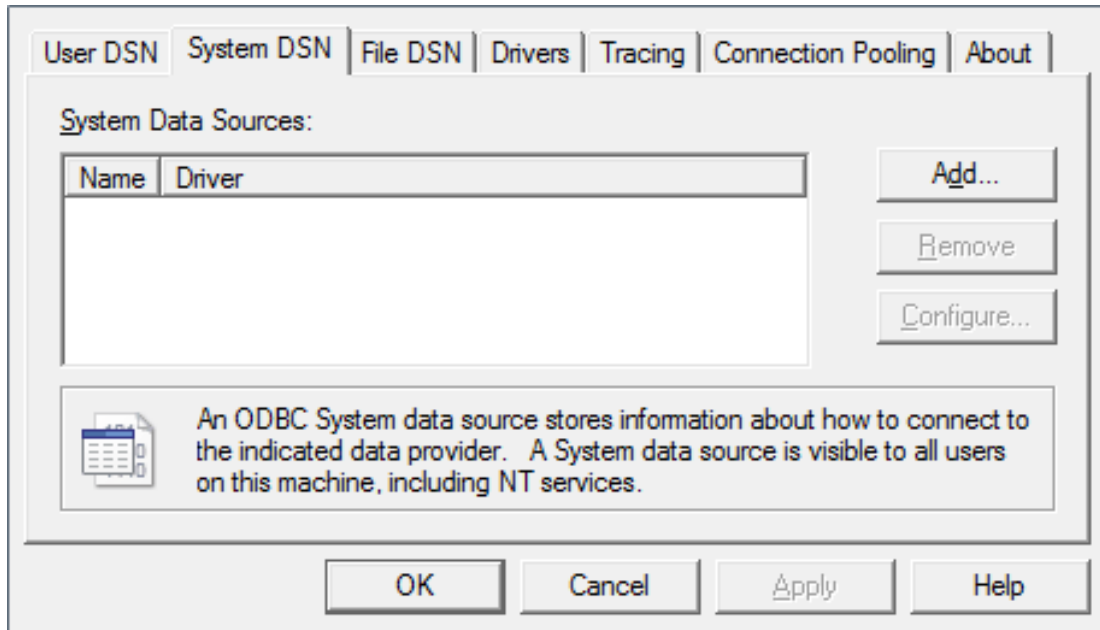 User DSN System DSN File DSN Drivers Tracing Connection Pooling About
System Data Sources:
Name Driver
Add...
Remove
Configure...
An ODBC System data source stores information about how to connect to
the indicated data provider. A System data source is visible to all users
on this machine, including NT services.
OK Cancel Apply Help